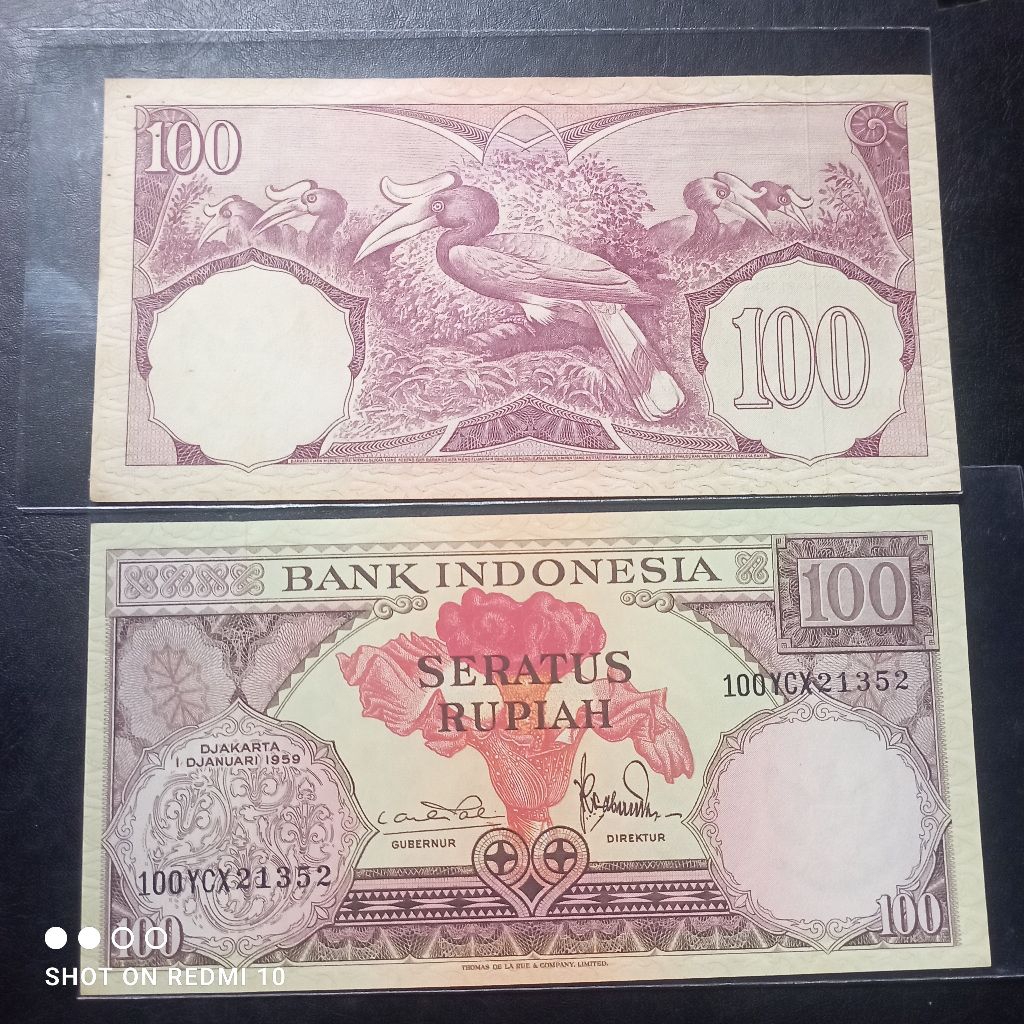 100
100
BANK INDONESIA
100
SERATUS
RUPIAH
100YCX21352
DJAKARTA
1 DJANUARI 1959
GUBERNUR
DIREKTUR
100YCX21352
100
100
THOMAS DE LA RUE & COMPANY, LIMITED.
SHOT ON REDMI 10